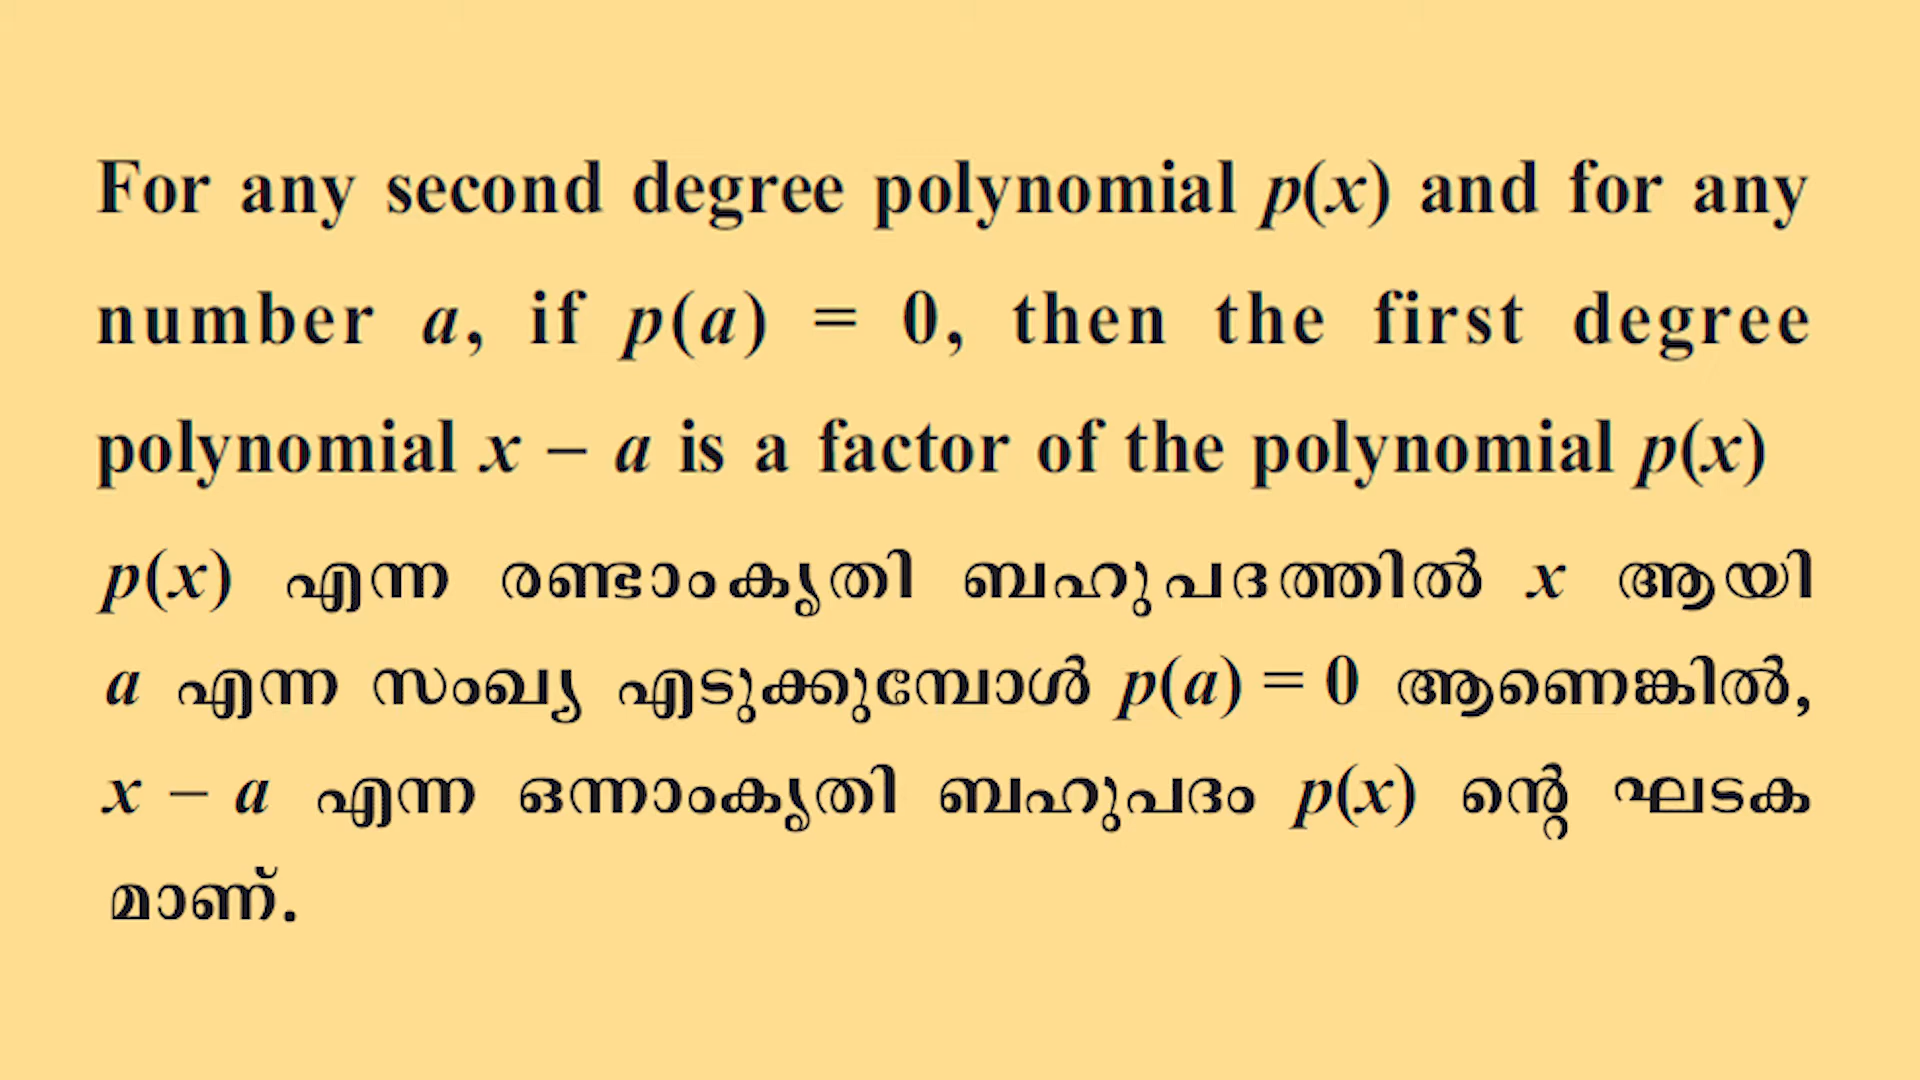 For any second degree polynomial p(x) and for any
number a, if p(a) = 0, then the first degree
polynomial x – a is a factor of the polynomial p(x)
p(x) എന്ന രണ്ടാംകൃതി ബഹുപദത്തിൽ x ആയി
a എന്ന സംഖ്യ എടുക്കുമ്പോൾ p(a) = 0 ആണെങ്കിൽ,
x – a എന്ന ഒന്നാംകൃതി ബഹുപദം p(x) ന്റെ ഘടക
മാണ്.